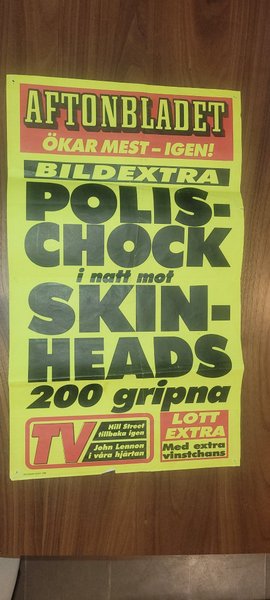 AFTONBLADET
ÖKAR MEST – IGEN!
BILDEXTRA
POLIS-
CHOCK
i natt mot
SKIN-
HEADS
200 gripna
TV
Hill Street
tillbaka igen
John Lennon
i våra hjärtan
LOTT
EXTRA
Med extra
vinstchans